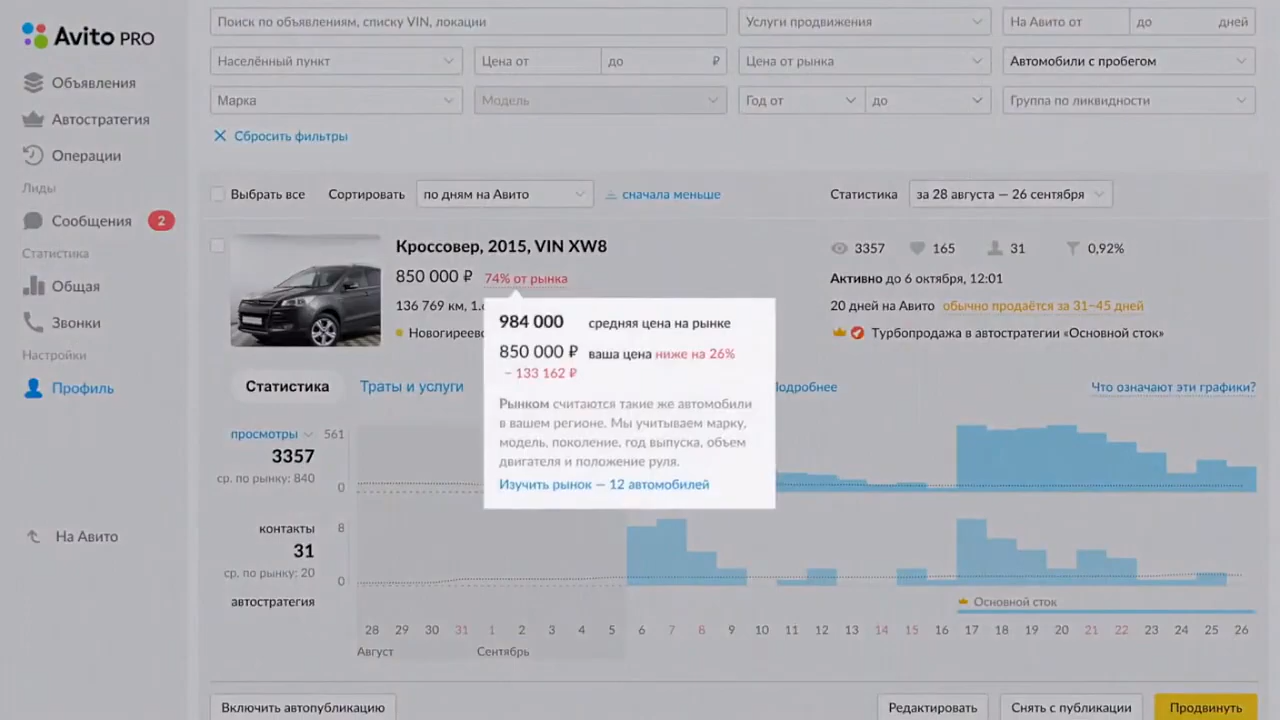 Avito PRO
Объявления
Автостратегия
Операции
Лиды
Сообщения 2
Статистика
Общая
Звонки
Настройки
Профиль
На Авито
Поиск по объявлениям, списку VIN, локации
Услуги продвижения
На Авито от до дней
Населённый пункт
Цена от до ₽
Цена от рынка
Автомобили с пробегом
Марка
Модель
Год от до
Группа по ликвидности
Сбросить фильтры
Выбрать все
Сортировать по дням на Авито
сначала меньше
Статистика за 28 августа — 26 сентября
Кроссовер, 2015, VIN XW8
850 000 ₽ 74% от рынка
136 769 км,
Новогиреево
3357 165 31 0,92%
Активно до 6 октября, 12:01
20 дней на Авито обычно продаётся за 31–45 дней
Турбопродажа в автостратегии «Основной сток»
984 000 средняя цена на рынке
850 000 ₽ ваша цена ниже на 26%
− 133 162 ₽
Рынком считаются такие же автомобили
в вашем регионе. Мы учитываем марку,
модель, поколение, год выпуска, объем
двигателя и положение руля.
Изучить рынок — 12 автомобилей
Статистика
Траты и услуги
Подробнее
Что означают эти графики?
просмотры 561
3357
ср. по рынку: 840
0
контакты 8
31
ср. по рынку: 20
0
автостратегия
Основной сток
28 29 30 31 1 2 3 4 5 6 7 8 9 10 11 12 13 14 15 16 17 18 19 20 21 22 23 24 25 26
Август Сентябрь
Включить автопубликацию
Редактировать
Снять с публикации
Продвинуть